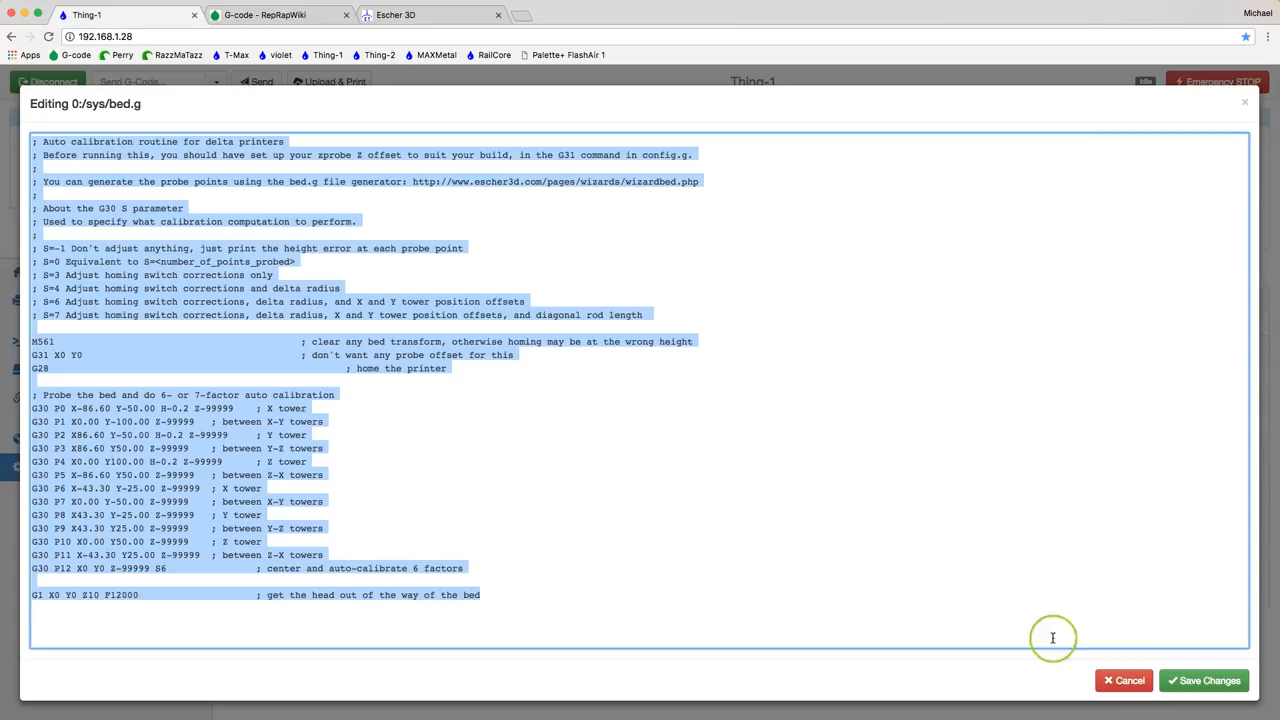 Thing-1
G-code - RepRapWiki
Escher 3D
Michael
192.168.1.28
Apps
G-code
Perry
RazzMaTazz
T-Max
violet
Thing-1
Thing-2
MAXMetal
RailCore
Palette+ FlashAir 1
Disconnect
Send G-Code...
Send
Upload & Print
Thing-1
Idle
Emergency STOP
Editing 0:/sys/bed.g
×
; Auto calibration routine for delta printers
; Before running this, you should have set up your zprobe Z offset to suit your build, in the G31 command in config.g.
;
; You can generate the probe points using the bed.g file generator: http://www.escher3d.com/pages/wizards/wizardbed.php
;
; About the G30 S parameter
; Used to specify what calibration computation to perform.
;
; S=-1 Don't adjust anything, just print the height error at each probe point
; S=0 Equivalent to S=<number_of_points_probed>
; S=3 Adjust homing switch corrections only
; S=4 Adjust homing switch corrections and delta radius
; S=6 Adjust homing switch corrections, delta radius, and X and Y tower position offsets
; S=7 Adjust homing switch corrections, delta radius, X and Y tower position offsets, and diagonal rod length
M561 ; clear any bed transform, otherwise homing may be at the wrong height
G31 X0 Y0 ; don't want any probe offset for this
G28 ; home the printer
; Probe the bed and do 6- or 7-factor auto calibration
G30 P0 X-86.60 Y-50.00 H-0.2 Z-99999 ; X tower
G30 P1 X0.00 Y-100.00 Z-99999 ; between X-Y towers
G30 P2 X86.60 Y-50.00 H-0.2 Z-99999 ; Y tower
G30 P3 X86.60 Y50.00 Z-99999 ; between Y-Z towers
G30 P4 X0.00 Y100.00 H-0.2 Z-99999 ; Z tower
G30 P5 X-86.60 Y50.00 Z-99999 ; between Z-X towers
G30 P6 X-43.30 Y-25.00 Z-99999 ; X tower
G30 P7 X0.00 Y-50.00 Z-99999 ; between X-Y towers
G30 P8 X43.30 Y-25.00 Z-99999 ; Y tower
G30 P9 X43.30 Y25.00 Z-99999 ; between Y-Z towers
G30 P10 X0.00 Y50.00 Z-99999 ; Z tower
G30 P11 X-43.30 Y25.00 Z-99999 ; between Z-X towers
G30 P12 X0 Y0 Z-99999 S6 ; center and auto-calibrate 6 factors
G1 X0 Y0 Z10 F12000 ; get the head out of the way of the bed
Cancel
Save Changes